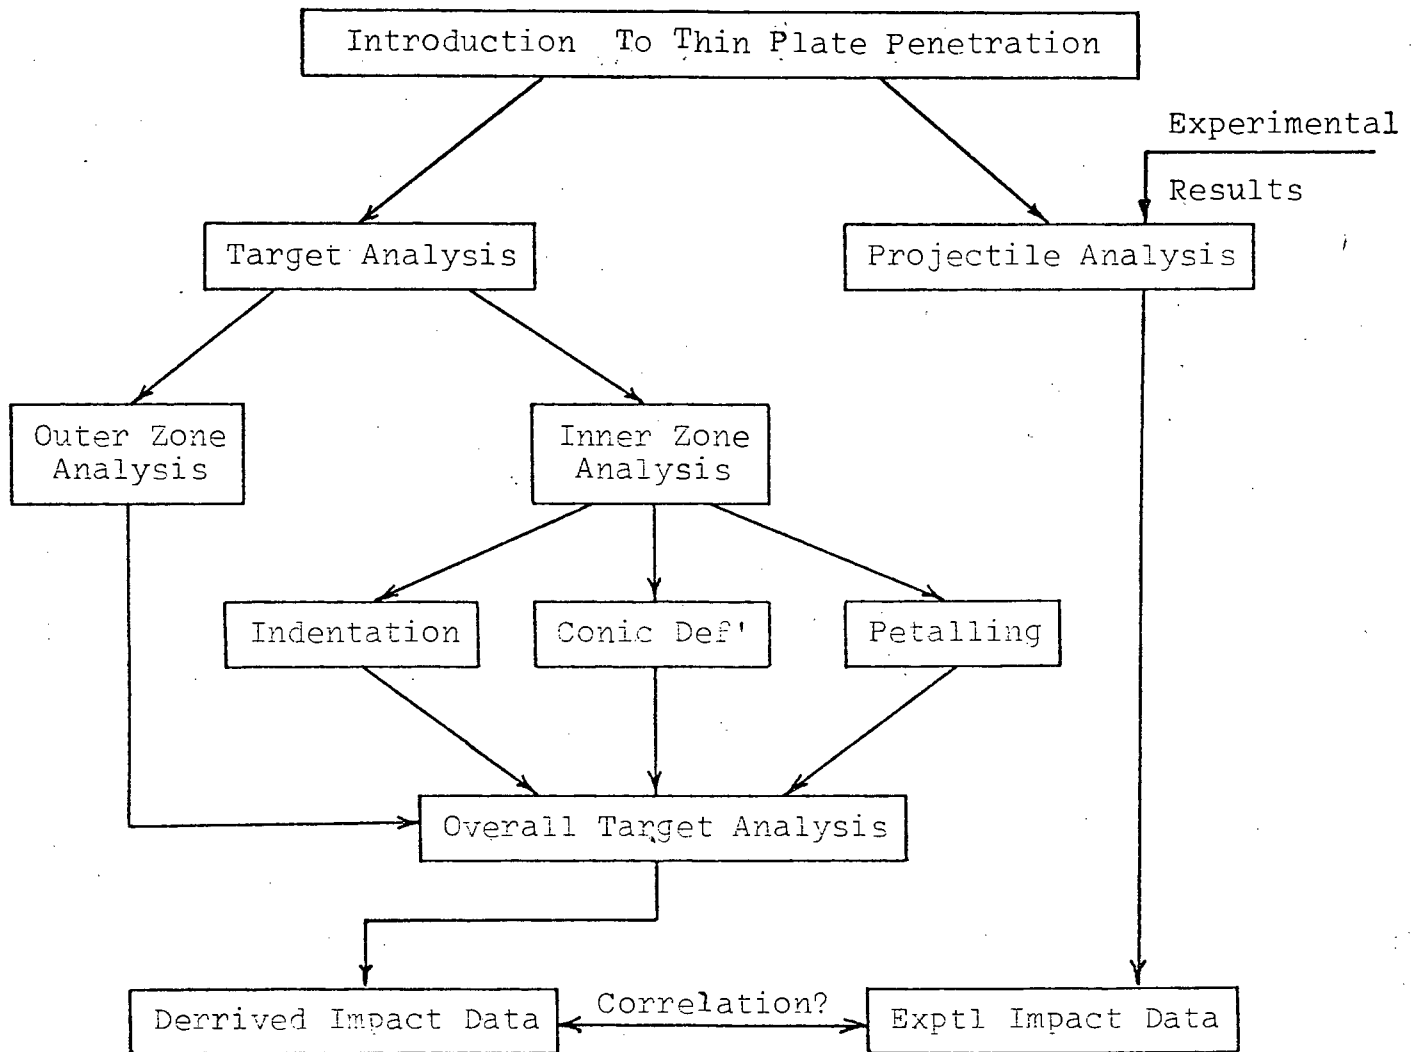 Introduction To Thin Plate Penetration
Experimental
Results
Target Analysis
Projectile Analysis
Outer Zone
Analysis
Inner Zone
Analysis
Indentation
Conic Def'
Petalling
Overall Target Analysis
Derrived Impact Data
Correlation?
Exptl Impact Data